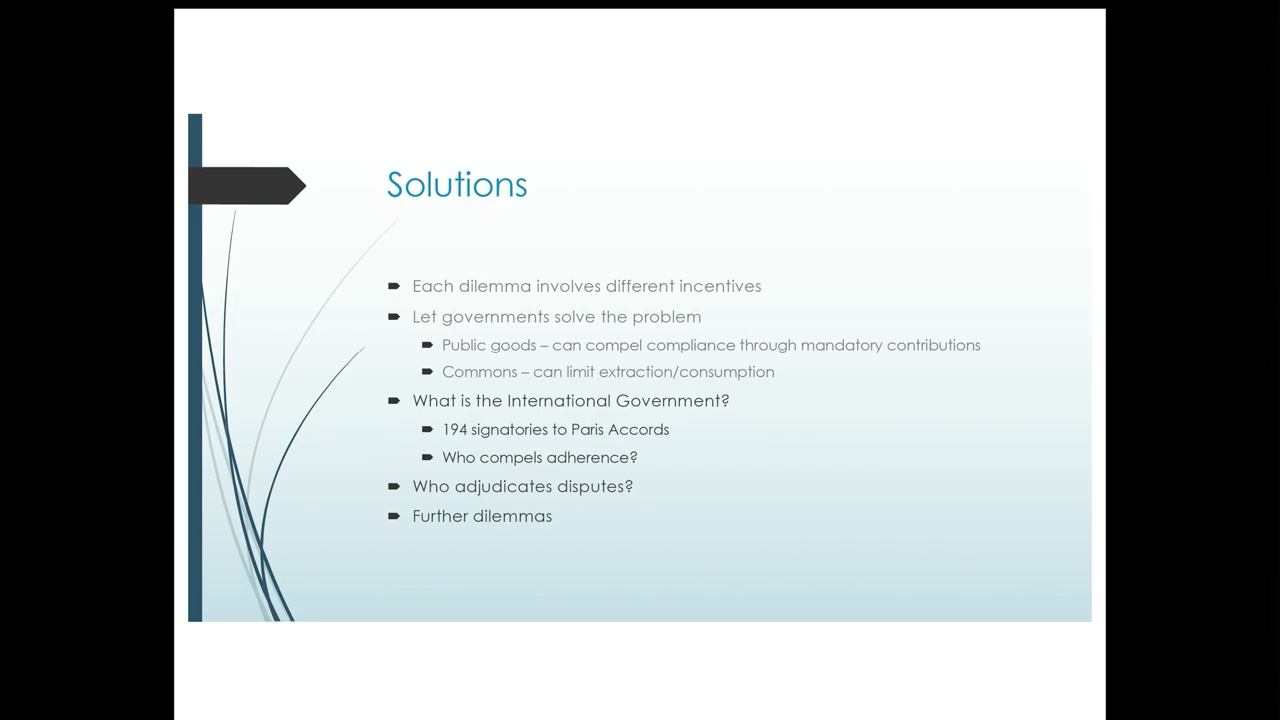 Solutions
Each dilemma involves different incentives
Let governments solve the problem
Public goods – can compel compliance through mandatory contributions
Commons – can limit extraction/consumption
What is the International Government?
194 signatories to Paris Accords
Who compels adherence?
Who adjudicates disputes?
Further dilemmas